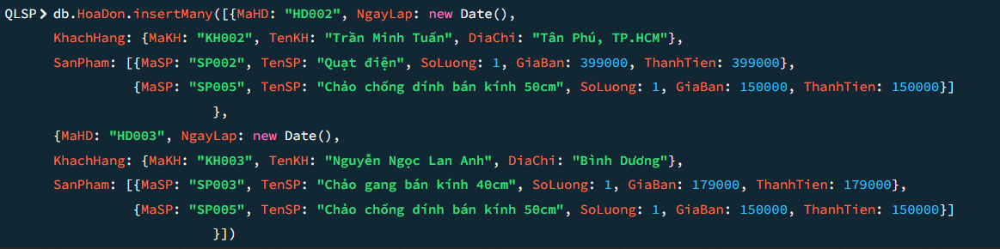 QLSP > db.HoaDon.insertMany([{MaHD: "HD002", NgayLap: new Date(),
KhachHang: {MaKH: "KH002", TenKH: "Trần Minh Tuấn", DiaChi: "Tân Phú, TP.HCM"},
SanPham: [{MaSP: "SP002", TenSP: "Quạt điện", SoLuong: 1, GiaBan: 399000, ThanhTien: 399000},
{MaSP: "SP005", TenSP: "Chảo chống dính bán kính 50cm", SoLuong: 1, GiaBan: 150000, ThanhTien: 150000}]
},
{MaHD: "HD003", NgayLap: new Date(),
KhachHang: {MaKH: "KH003", TenKH: "Nguyễn Ngọc Lan Anh", DiaChi: "Bình Dương"},
SanPham: [{MaSP: "SP003", TenSP: "Chảo gang bán kính 40cm", SoLuong: 1, GiaBan: 179000, ThanhTien: 179000},
{MaSP: "SP005", TenSP: "Chảo chống dính bán kính 50cm", SoLuong: 1, GiaBan: 150000, ThanhTien: 150000}]
}])